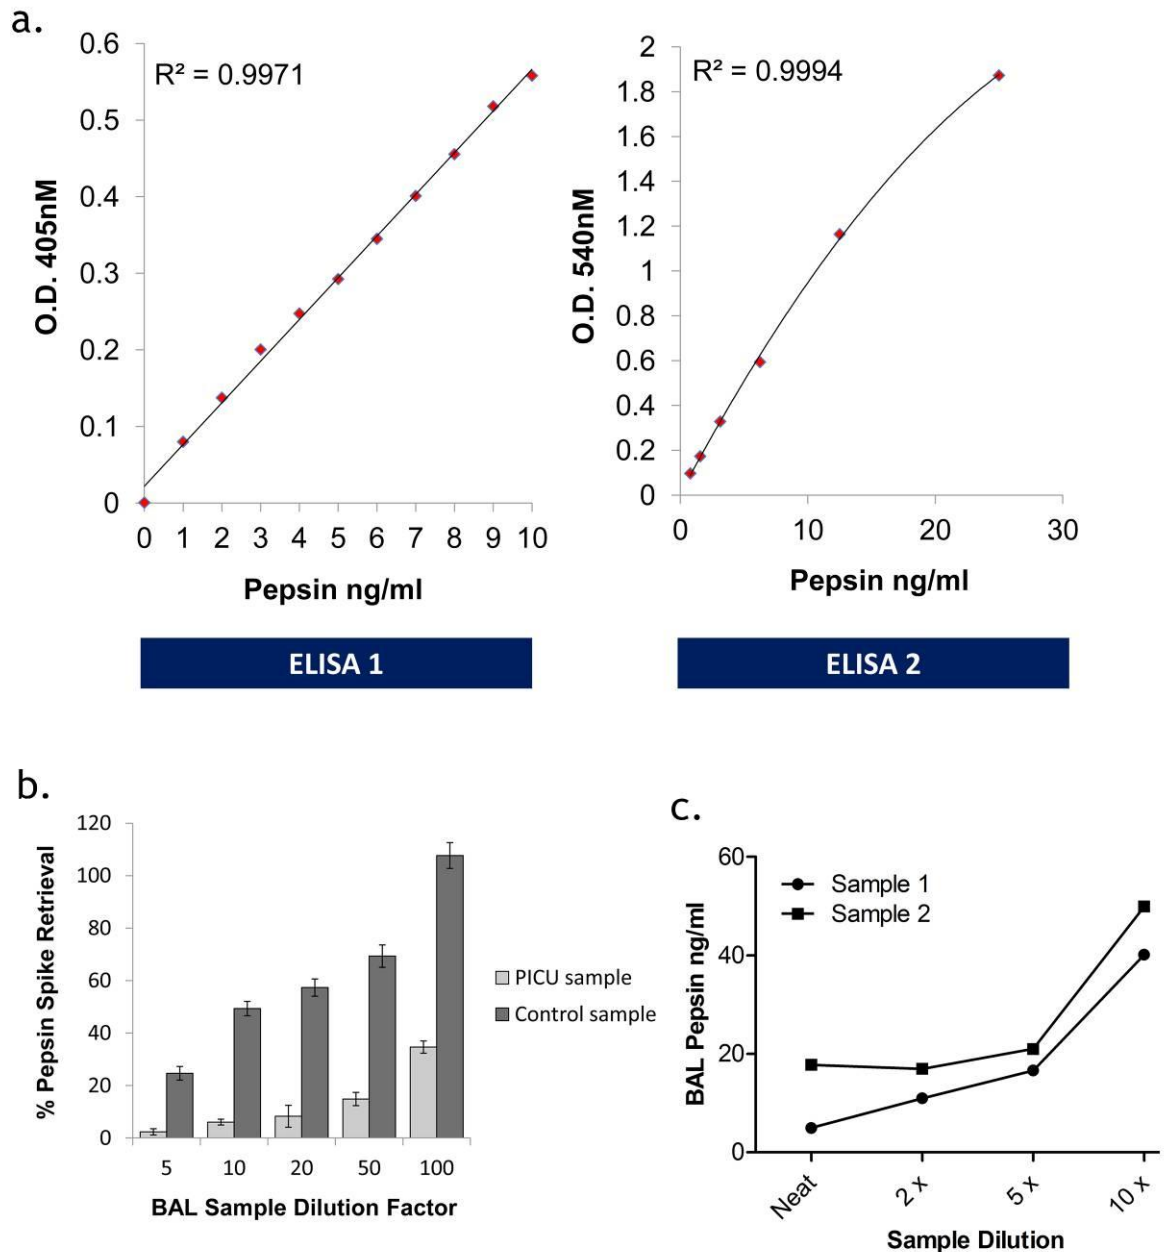 a.
R² = 0.9971
O.D. 405nM
0.6
0.5
0.4
0.3
0.2
0.1
0
0 1 2 3 4 5 6 7 8 9 10
Pepsin ng/ml
ELISA 1
R² = 0.9994
O.D. 540nM
2
1.8
1.6
1.4
1.2
1
0.8
0.6
0.4
0.2
0
0 10 20 30
Pepsin ng/ml
ELISA 2
b.
% Pepsin Spike Retrieval
120
100
80
60
40
20
0
5 10 20 50 100
BAL Sample Dilution Factor
PICU sample
Control sample
c.
BAL Pepsin ng/ml
60
40
20
0
Sample 1
Sample 2
Neat 2 x 5 x 10 x
Sample Dilution